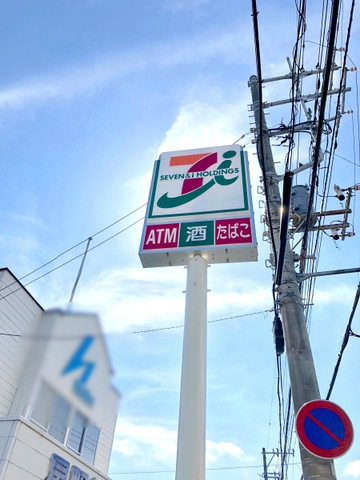 SEVEN & i HOLDINGS
ATM 酒 たばこ